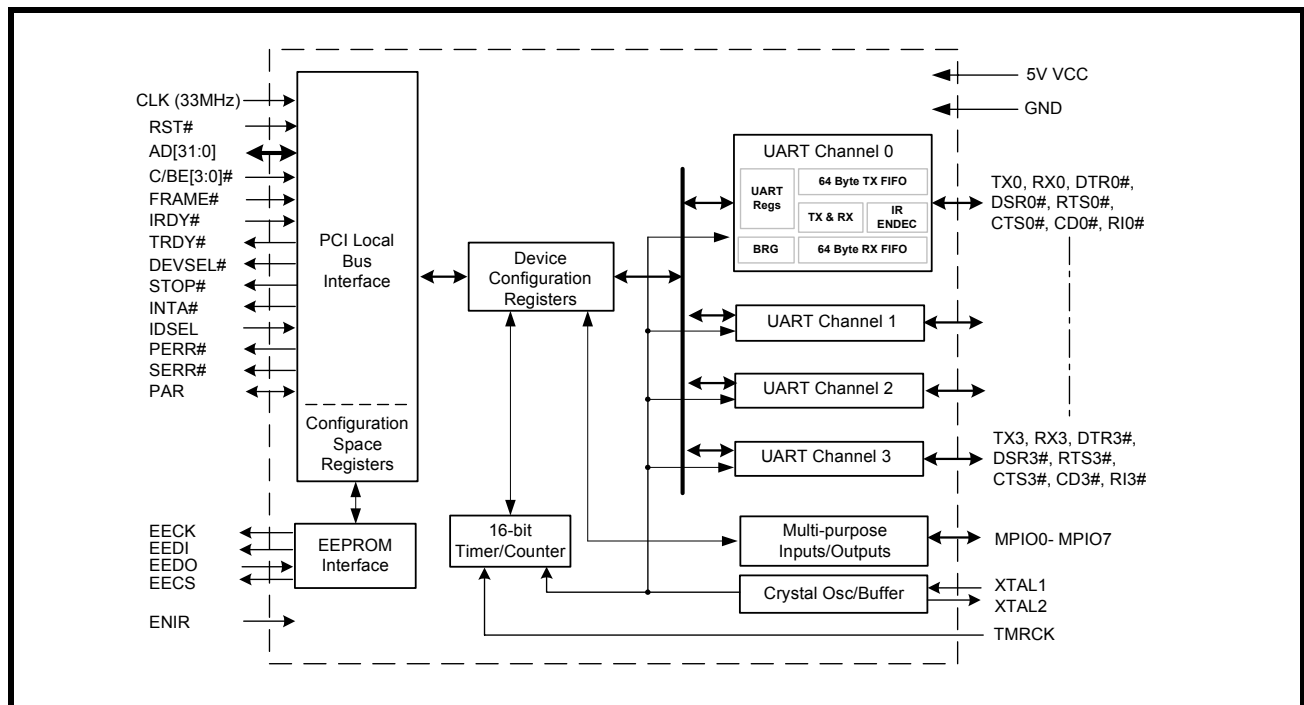 CLK (33MHz)
RST#
AD[31:0]
C/BE[3:0]#
FRAME#
IRDY#
TRDY#
DEVSEL#
STOP#
INTA#
IDSEL
PERR#
SERR#
PAR
EECK
EEDI
EEDO
EECS
ENIR
PCI Local
Bus
Interface
Configuration
Space
Registers
EEPROM
Interface
Device
Configuration
Registers
16-bit
Timer/Counter
UART Channel 0
UART
Regs
64 Byte TX FIFO
TX & RX
IR
ENDEC
BRG
64 Byte RX FIFO
UART Channel 1
UART Channel 2
UART Channel 3
Multi-purpose
Inputs/Outputs
Crystal Osc/Buffer
5V VCC
GND
TX0, RX0, DTR0#,
DSR0#, RTS0#,
CTS0#, CD0#, RI0#
TX3, RX3, DTR3#,
DSR3#, RTS3#,
CTS3#, CD3#, RI3#
MPIO0- MPIO7
XTAL1
XTAL2
TMRCK